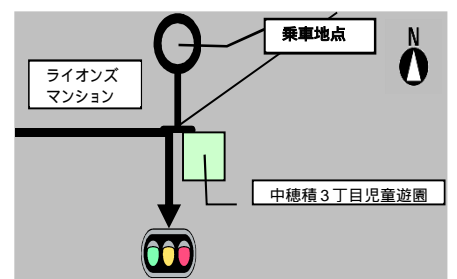 乗車地点
N
ライオンズ
マンション
中穂積３丁目児童遊園